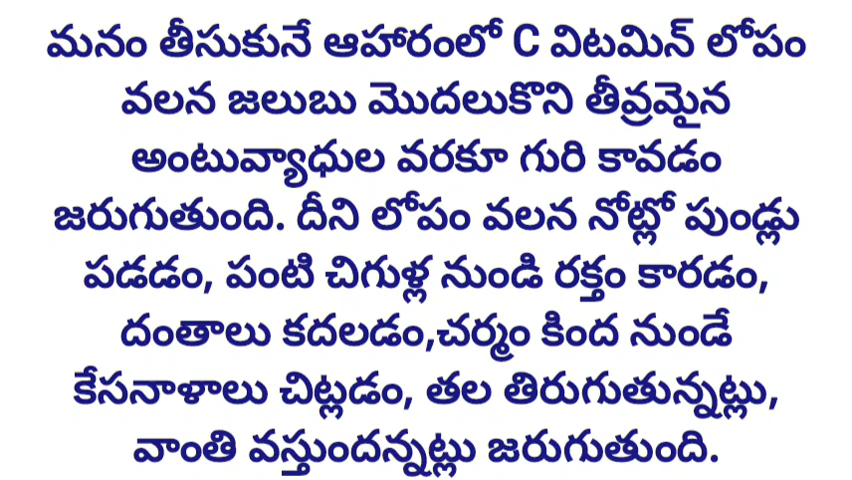 మనం తీసుకునే ఆహారంలో C విటమిన్ లోపం
వలన జలుబు మొదలుకొని తీవ్రమైన
అంటువ్యాధుల వరకూ గురి కావడం
జరుగుతుంది. దీని లోపం వలన నోట్లో పుండ్లు
పడడం, పంటి చిగుళ్ల నుండి రక్తం కారడం,
దంతాలు కదలడం,చర్మం కింద నుండే
కేసనాళాలు చిట్లడం, తల తిరుగుతున్నట్లు,
వాంతి వస్తుందన్నట్లు జరుగుతుంది.